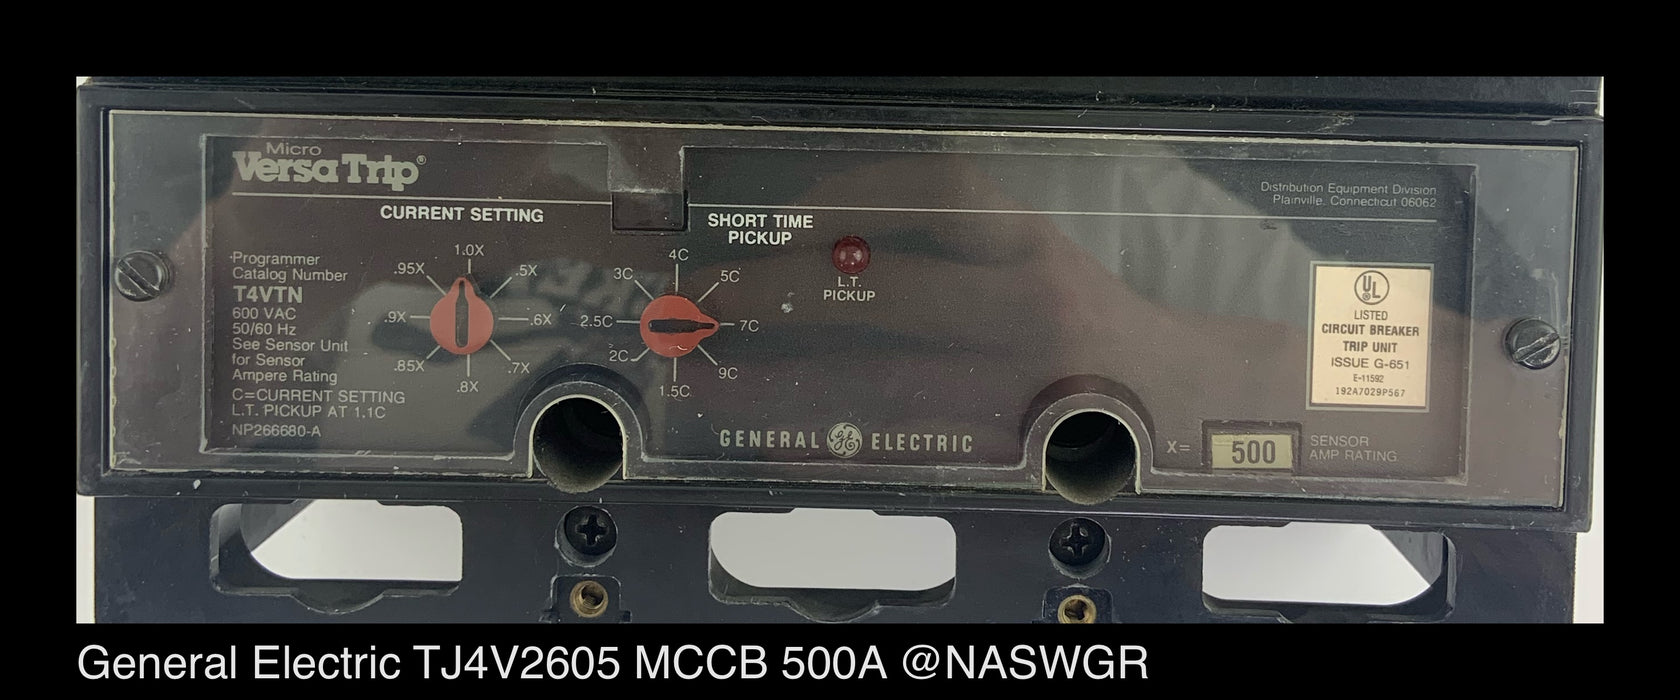 Micro
VersaTrip®
Distribution Equipment Division
Plainville, Connecticut 06062
CURRENT SETTING
SHORT TIME
PICKUP
Programmer
Catalog Number
T4VTN
600 VAC
50/60 Hz
See Sensor Unit
for Sensor
Ampere Rating
C=CURRENT SETTING
L.T. PICKUP AT 1.1C
NP266680-A
1.0X
.95X
.5X
.9X
.6X
.85X
.7X
.8X
4C
3C
5C
2.5C
7C
2C
9C
1.5C
L.T.
PICKUP
UL
LISTED
CIRCUIT BREAKER
TRIP UNIT
ISSUE G-651
E-11592
192A7029P567
GENERAL GE ELECTRIC
X= 500 SENSOR
AMP RATING
General Electric TJ4V2605 MCCB 500A @NASWGR